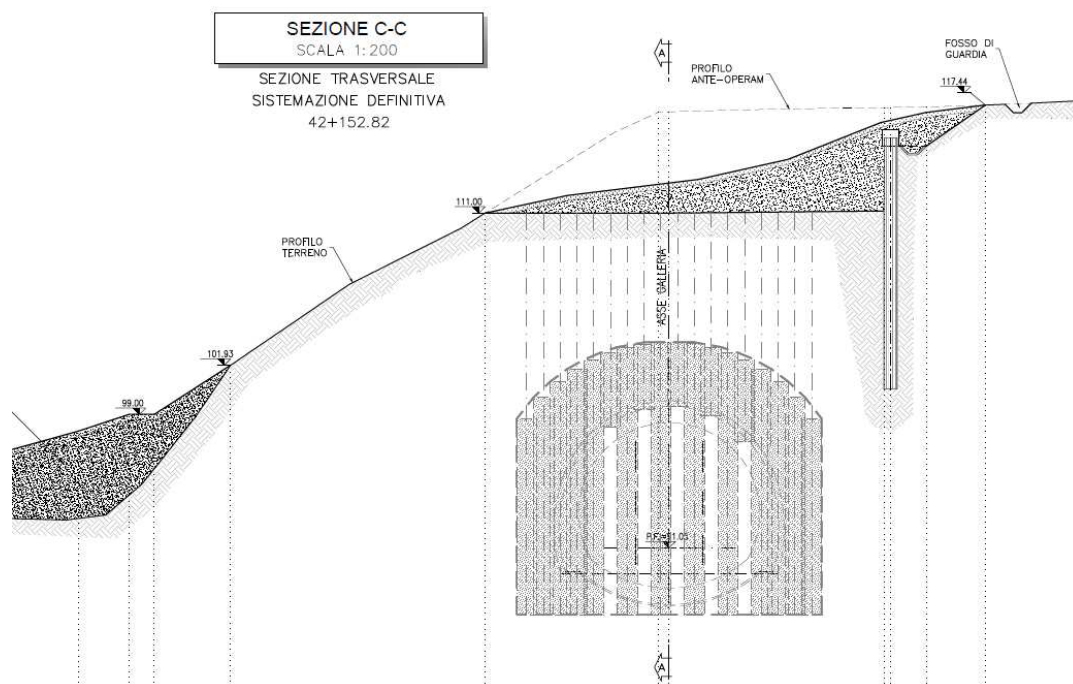 SEZIONE C-C
SCALA 1:200
SEZIONE TRASVERSALE
SISTEMAZIONE DEFINITIVA
42+152.82
A
PROFILO
ANTE-OPERAM
FOSSO DI
GUARDIA
117.44
111.00
PROFILO
TERRENO
ASSE GALLERIA
101.93
99.00
A